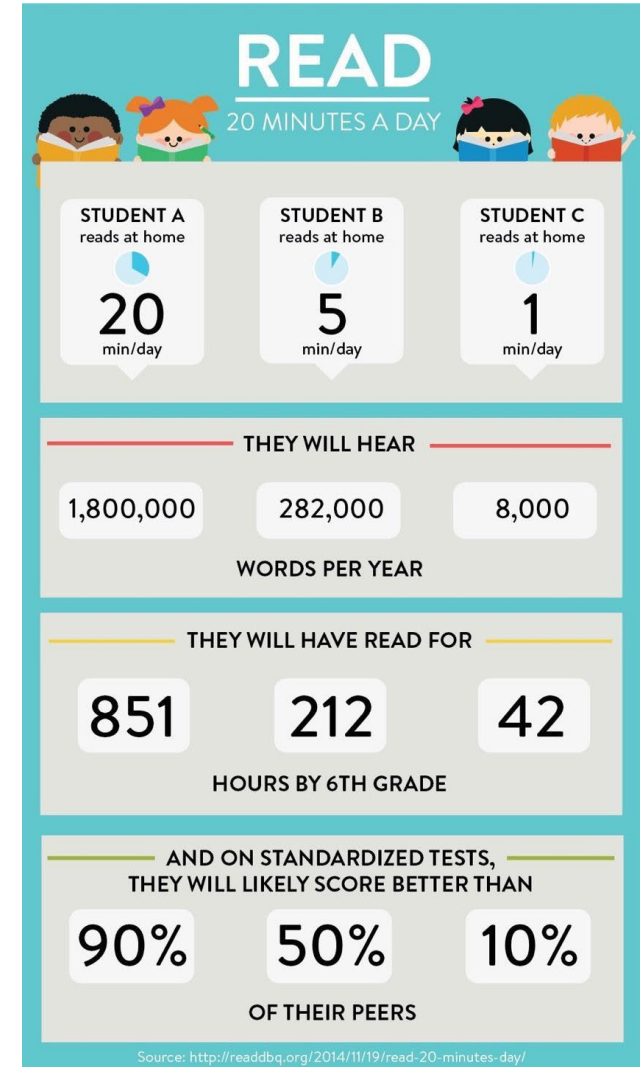 READ
20 MINUTES A DAY
STUDENT A
reads at home
20
min/day
STUDENT B
reads at home
5
min/day
STUDENT C
reads at home
1
min/day
THEY WILL HEAR
1,800,000 282,000 8,000
WORDS PER YEAR
THEY WILL HAVE READ FOR
851 212 42
HOURS BY 6TH GRADE
AND ON STANDARDIZED TESTS,
THEY WILL LIKELY SCORE BETTER THAN
90% 50% 10%
OF THEIR PEERS
Source: http://readdbq.org/2014/11/19/read-20-minutes-day/